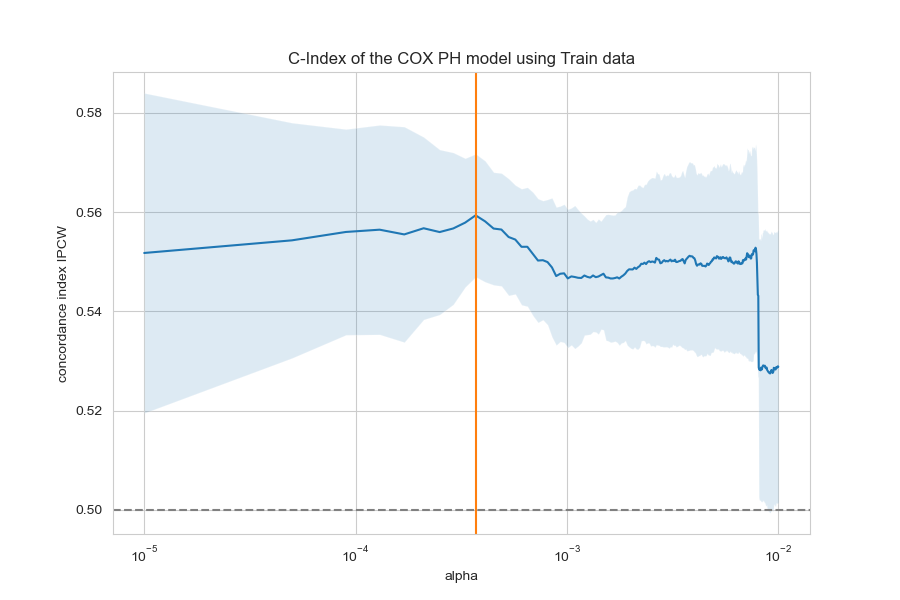 C-Index of the COX PH model using Train data
concordance index IPCW
0.58
0.56
0.54
0.52
0.50
10⁻⁵ 10⁻⁴ 10⁻³ 10⁻²
alpha